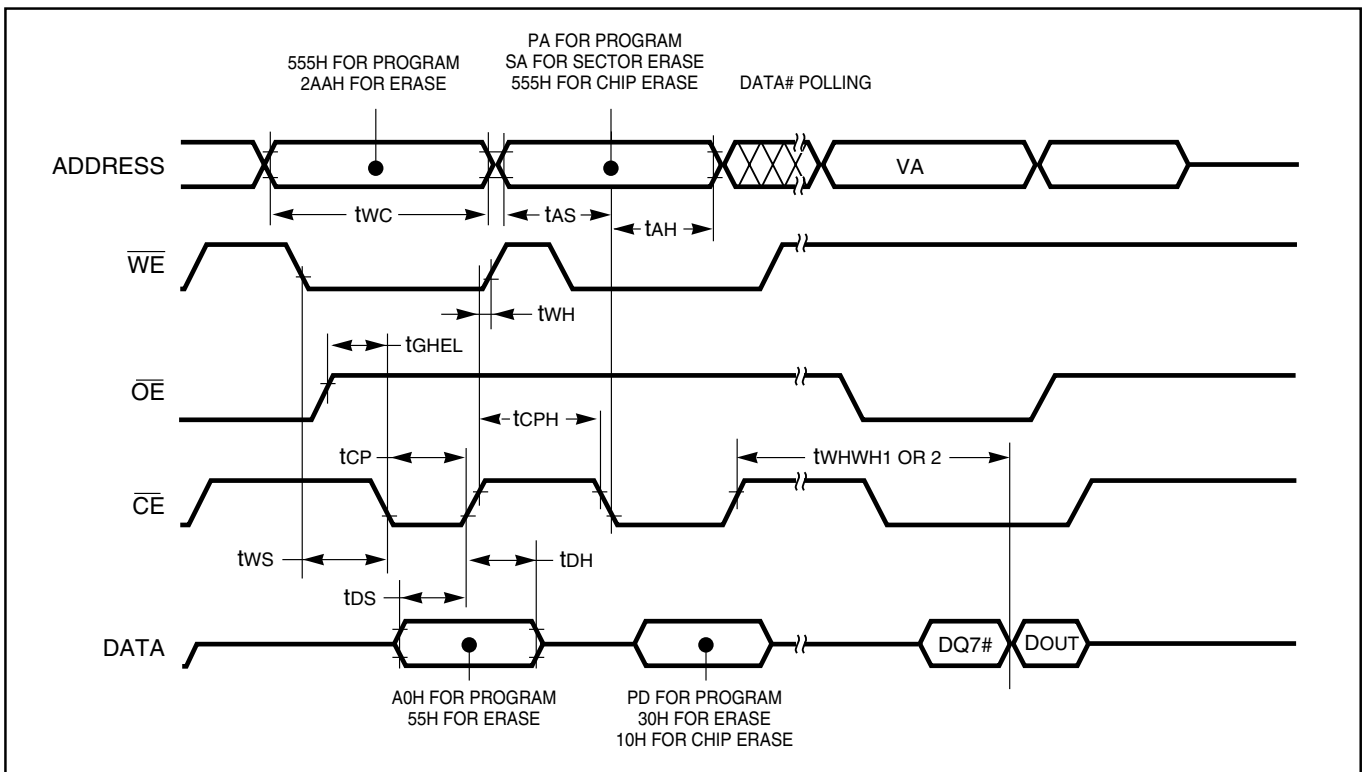 555H FOR PROGRAM
2AAH FOR ERASE
PA FOR PROGRAM
SA FOR SECTOR ERASE
555H FOR CHIP ERASE
DATA# POLLING
ADDRESS
VA
tWC
tAS
tAH
WE
tWH
tGHEL
OE
tCPH
tCP
tWHWH1 OR 2
CE
tWS
tDH
tDS
DATA
DQ7#
DOUT
A0H FOR PROGRAM
55H FOR ERASE
PD FOR PROGRAM
30H FOR ERASE
10H FOR CHIP ERASE